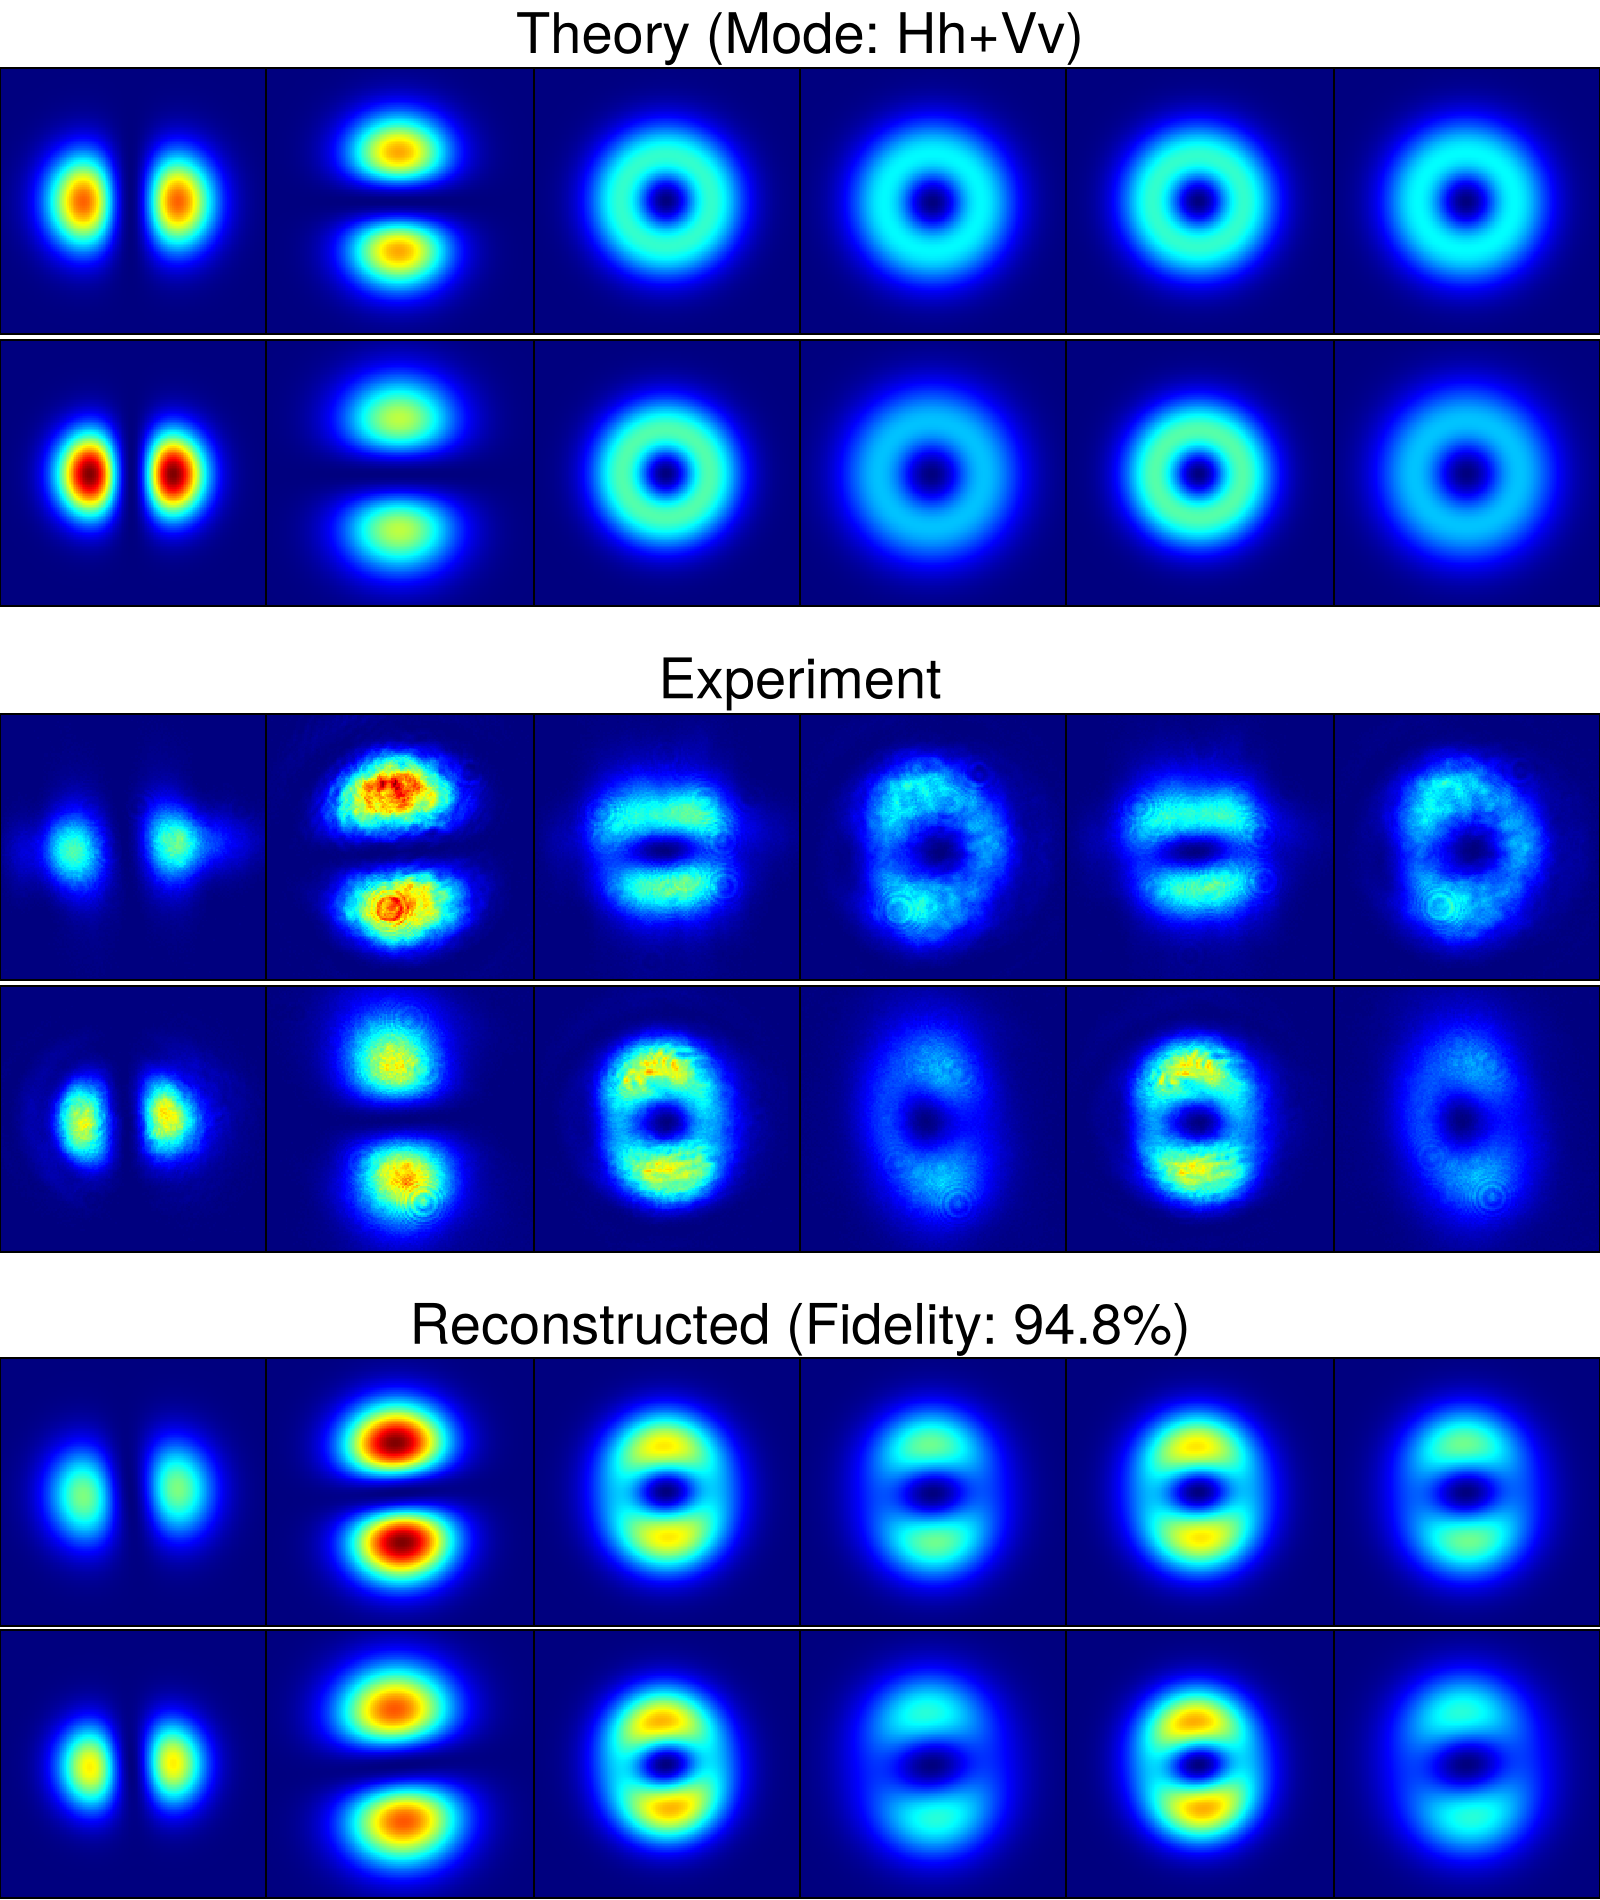 Theory (Mode: Hh+Vv)
Experiment
Reconstructed (Fidelity: 94.8%)